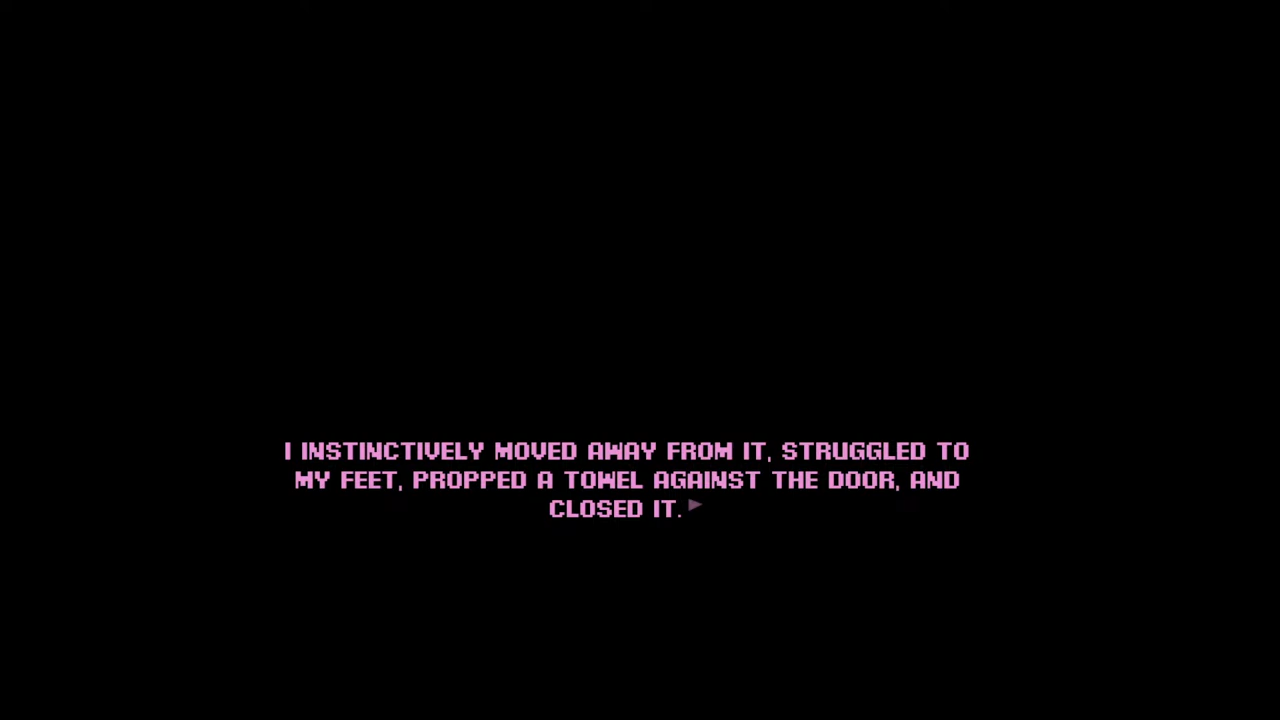 I INSTINCTIVELY MOVED AWAY FROM IT, STRUGGLED TO
MY FEET, PROPPED A TOWEL AGAINST THE DOOR, AND
CLOSED IT.